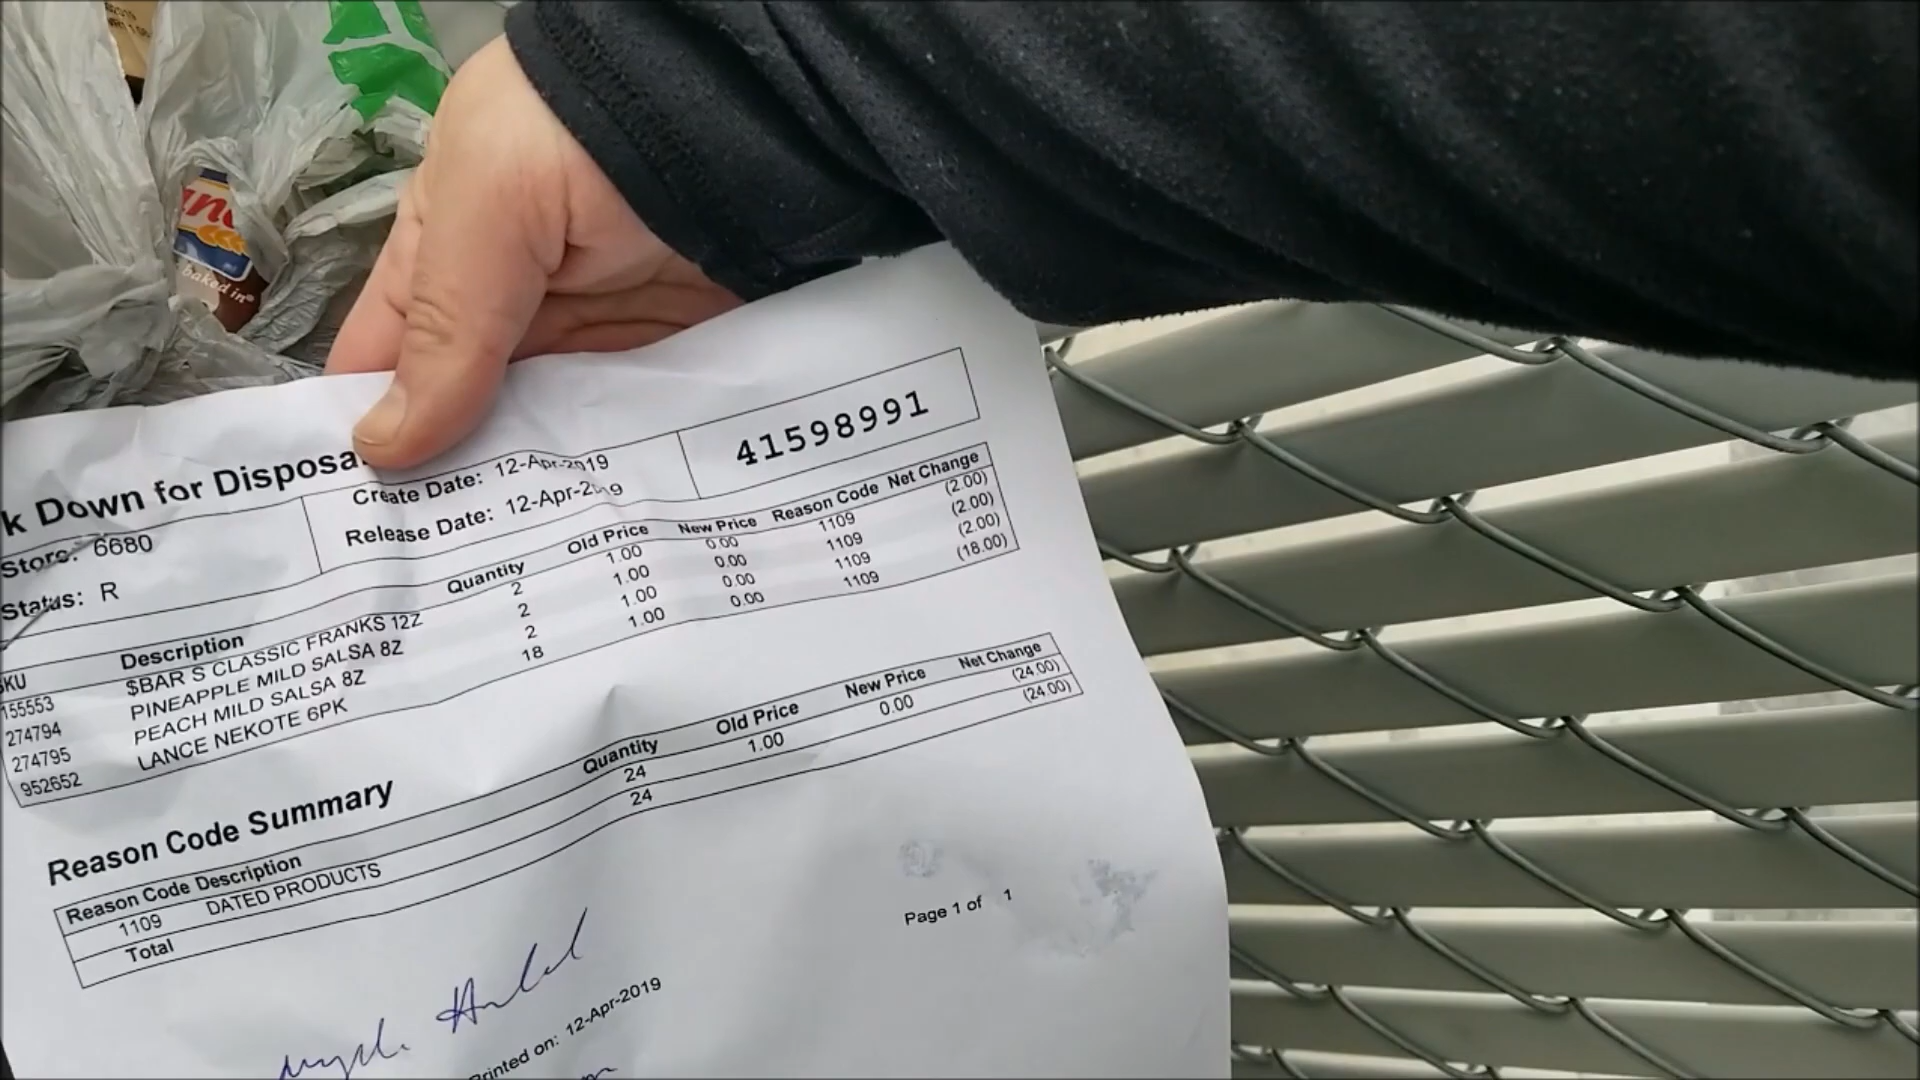 baked in®
k Down for Disposa
41598991
Store: 6680
Create Date: 12-Apr-2019
Status: R
Release Date: 12-Apr-2019
SKU Description Quantity Old Price New Price Reason Code Net Change
155553 $BAR S CLASSIC FRANKS 12Z 2 1.00 0.00 1109 (2.00)
274794 PINEAPPLE MILD SALSA 8Z 2 1.00 0.00 1109 (2.00)
274795 PEACH MILD SALSA 8Z 2 1.00 0.00 1109 (2.00)
952652 LANCE NEKOTE 6PK 18 1.00 0.00 1109 (18.00)
Reason Code Summary
Reason Code Description Quantity Old Price New Price Net Change
1109 DATED PRODUCTS 24 1.00 0.00 (24.00)
Total 24 (24.00)
Page 1 of 1
Printed on: 12-Apr-2019